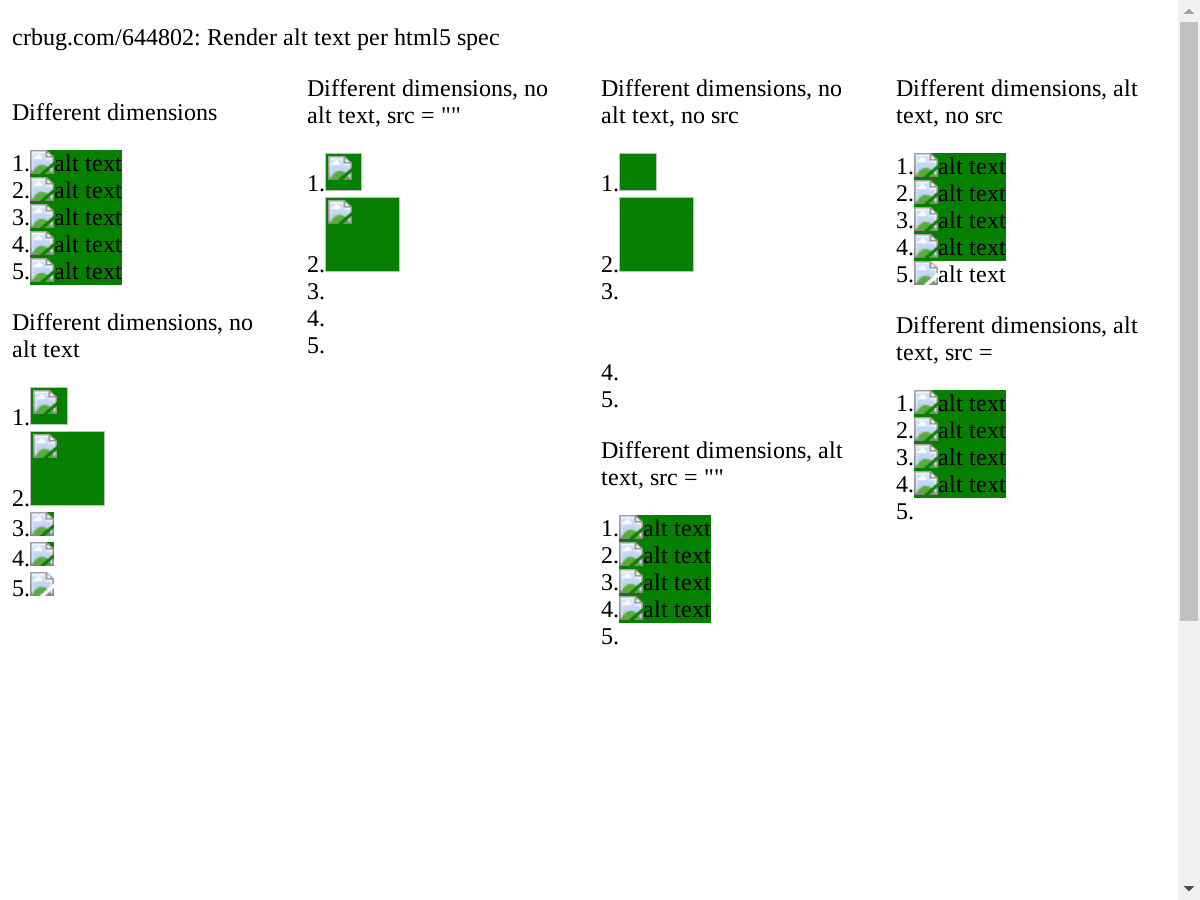 crbug.com/644802: Render alt text per html5 spec
Different dimensions
1.alt text
2.alt text
3.alt text
4.alt text
5.alt text
Different dimensions, no
alt text
1.
2.
3.
4.
5.
Different dimensions, no
alt text, src = ""
1.
2.
3.
4.
5.
Different dimensions, no
alt text, no src
1.
2.
3.
4.
5.
Different dimensions, alt
text, src = ""
1.alt text
2.alt text
3.alt text
4.alt text
5.
Different dimensions, alt
text, no src
1.alt text
2.alt text
3.alt text
4.alt text
5.alt text
Different dimensions, alt
text, src =
1.alt text
2.alt text
3.alt text
4.alt text
5.